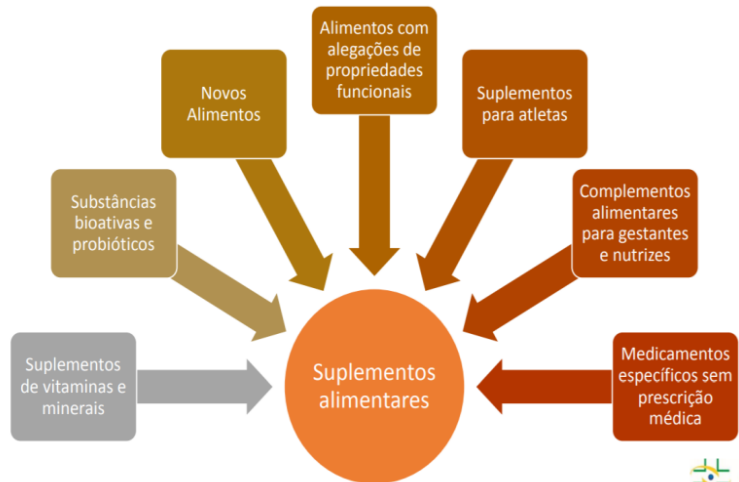 Suplementos
de vitaminas e
minerais
Substâncias
bioativas e
probióticos
Novos
Alimentos
Alimentos com
alegações de
propriedades
funcionais
Suplementos
para atletas
Complementos
alimentares
para gestantes
e nutrizes
Medicamentos
específicos sem
prescrição
médica
Suplementos
alimentares